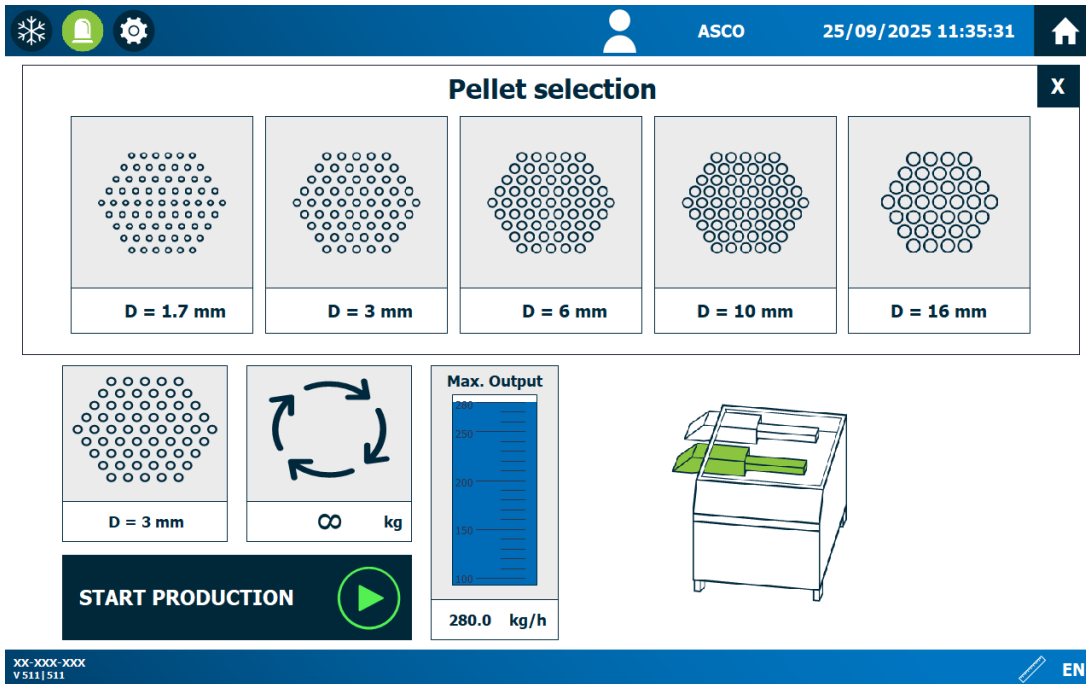 ASCO 25/09/2025 11:35:31
Pellet selection
X
D = 1.7 mm
D = 3 mm
D = 6 mm
D = 10 mm
D = 16 mm
D = 3 mm
∞ kg
Max. Output
280
250
200
150
100
280.0 kg/h
START PRODUCTION
XX-XXX-XXX
V 511|511
EN